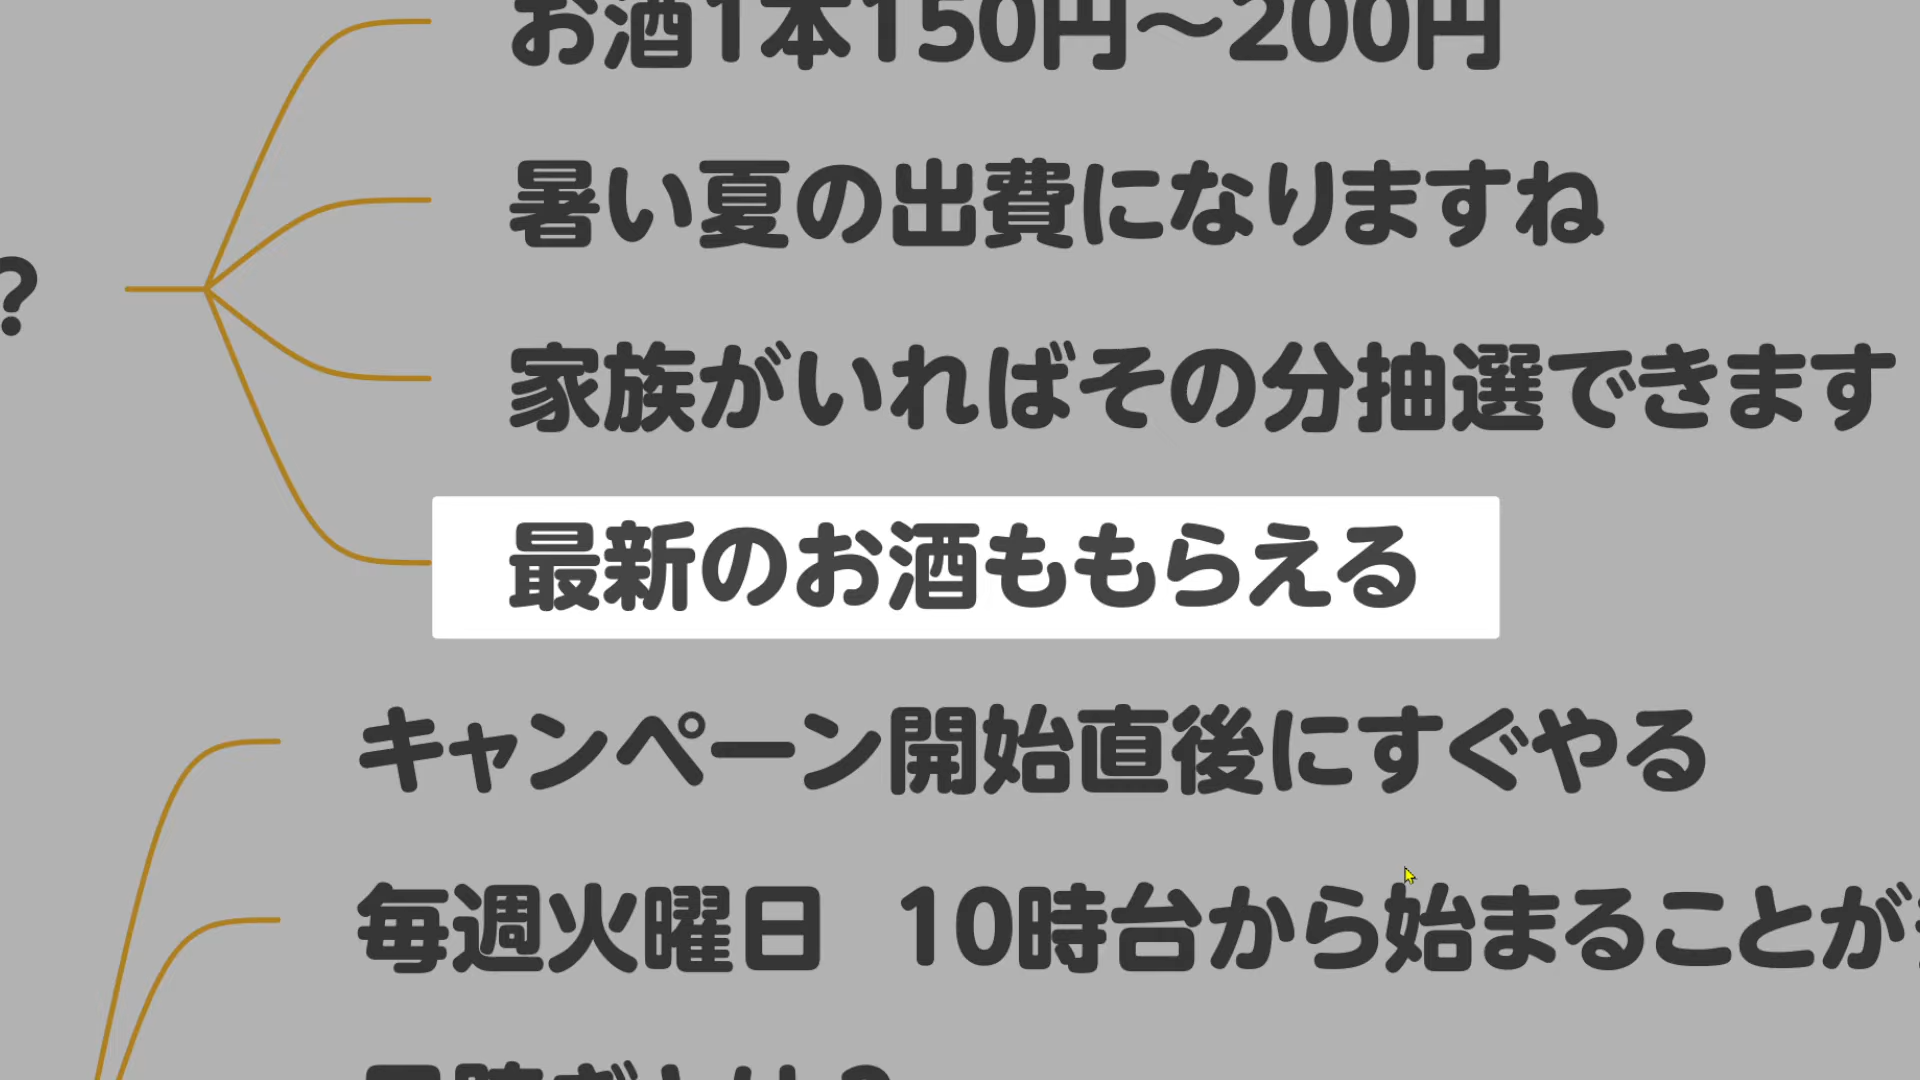 お酒1本150円～200円
暑い夏の出費になりますね
?
家族がいればその分抽選できます
最新のお酒ももらえる
キャンペーン開始直後にすぐやる
毎週火曜日 10時台から始まることが